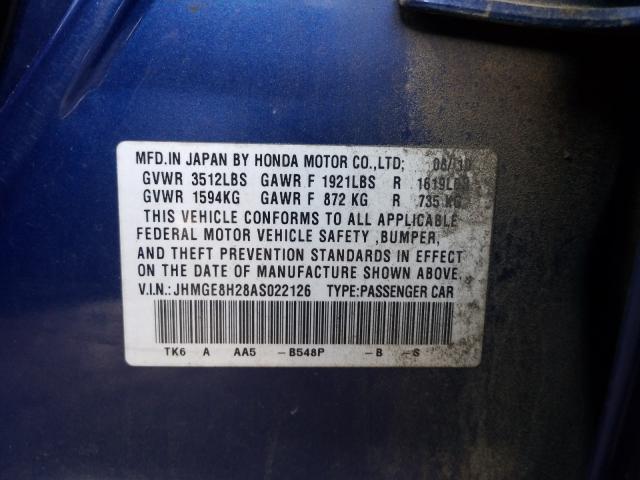 MFD.IN JAPAN BY HONDA MOTOR CO.,LTD;
GVWR 3512LBS GAWR F 1921LBS R 1619LBS
GVWR 1594KG GAWR F 872 KG R 735 KG
THIS VEHICLE CONFORMS TO ALL APPLICABLE
FEDERAL MOTOR VEHICLE SAFETY ,BUMPER,
AND THEFT PREVENTION STANDARDS IN EFFECT
ON THE DATE OF MANUFACTURE SHOWN ABOVE.
V.I.N.:JHMGE8H28AS022126 TYPE:PASSENGER CAR
TK6 A AA5 -B548P -B -S